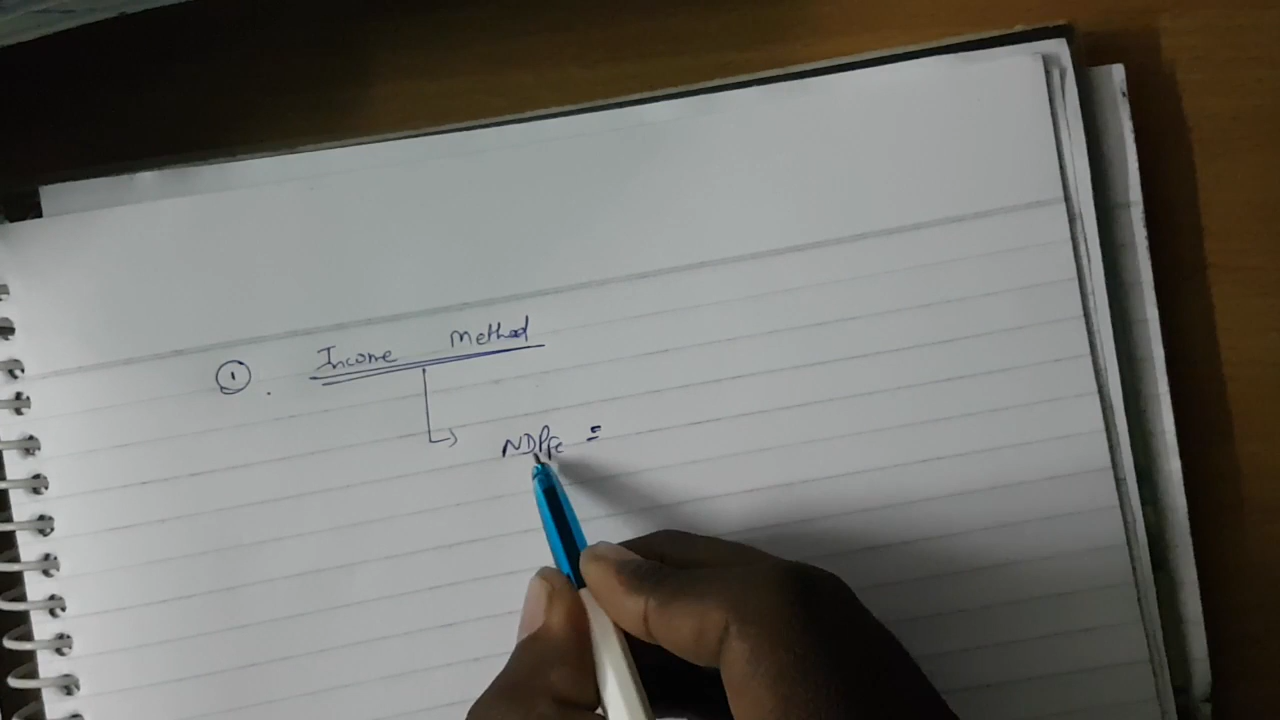 ① . Income Method
NDPFc =